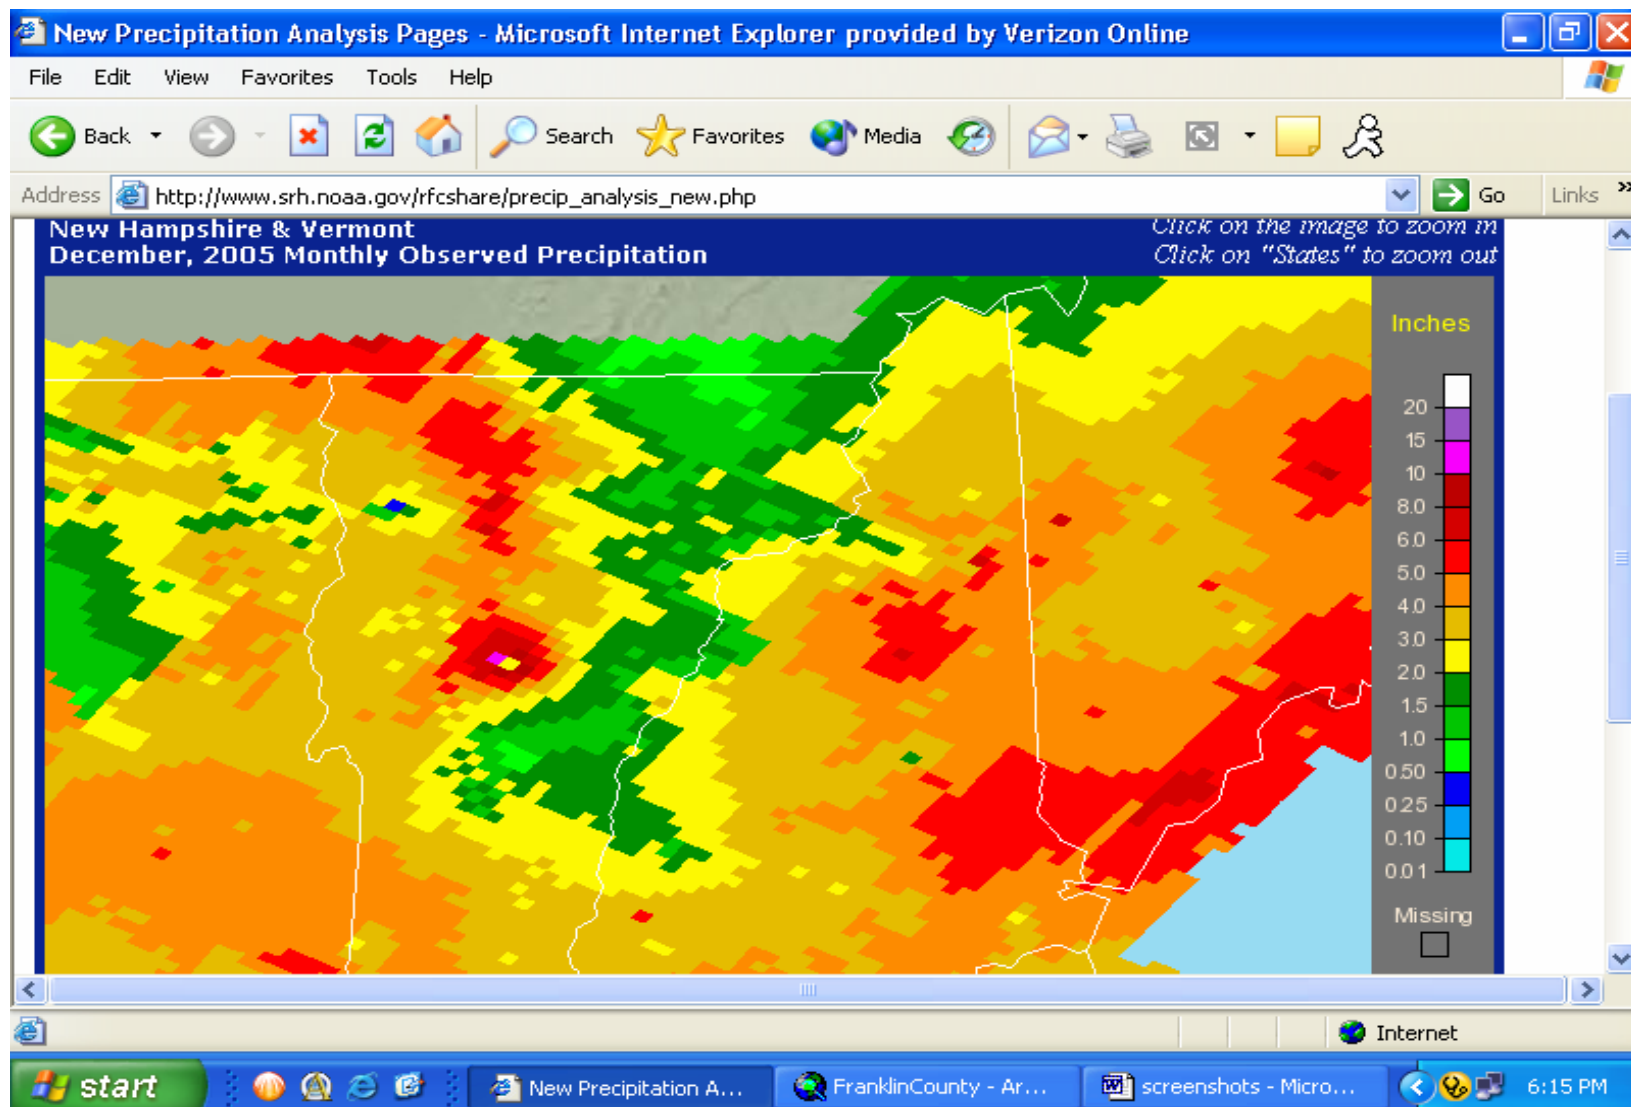 New Precipitation Analysis Pages - Microsoft Internet Explorer provided by Verizon Online
File Edit View Favorites Tools Help
Back Search Favorites Media
Address http://www.srh.noaa.gov/rfcshare/precip_analysis_new.php Go Links »
New Hampshire & Vermont Click on the image to zoom in
December, 2005 Monthly Observed Precipitation Click on "States" to zoom out
Inches
20
15
10
8.0
6.0
5.0
4.0
3.0
2.0
1.5
1.0
0.50
0.25
0.10
0.01
Missing
Internet
start New Precipitation A... FranklinCounty - Ar... screenshots - Micro... 6:15 PM